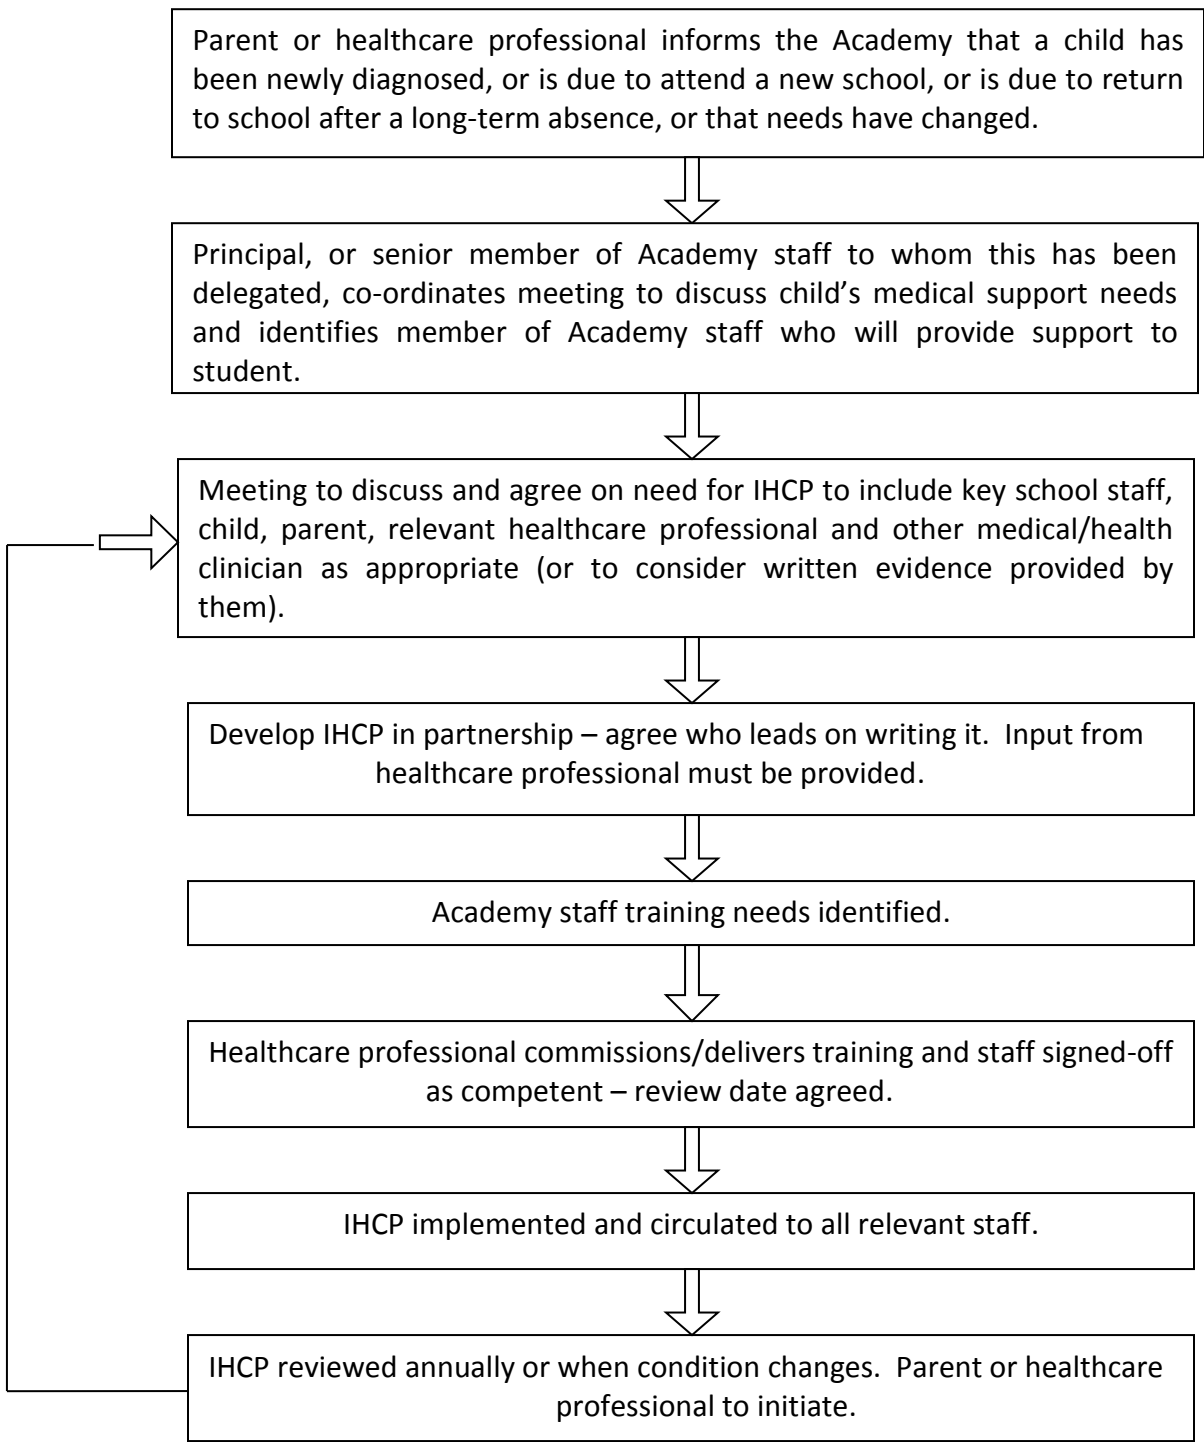 Parent or healthcare professional informs the Academy that a child has
been newly diagnosed, or is due to attend a new school, or is due to return
to school after a long-term absence, or that needs have changed.
Principal, or senior member of Academy staff to whom this has been
delegated, co-ordinates meeting to discuss child’s medical support needs
and identifies member of Academy staff who will provide support to
student.
Meeting to discuss and agree on need for IHCP to include key school staff,
child, parent, relevant healthcare professional and other medical/health
clinician as appropriate (or to consider written evidence provided by
them).
Develop IHCP in partnership – agree who leads on writing it.  Input from
healthcare professional must be provided.
Academy staff training needs identified.
Healthcare professional commissions/delivers training and staff signed-off
as competent – review date agreed.
IHCP implemented and circulated to all relevant staff.
IHCP reviewed annually or when condition changes.  Parent or healthcare
professional to initiate.